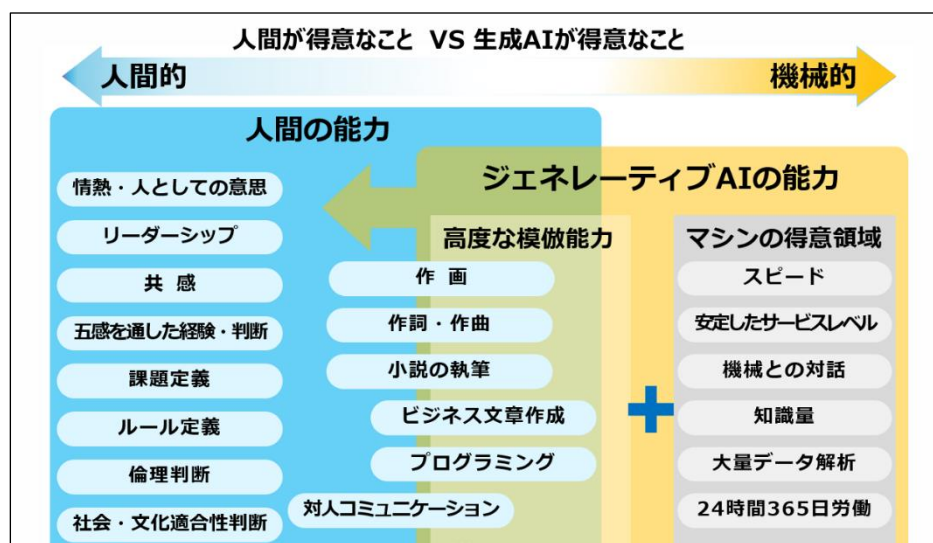 人間が得意なこと VS 生成AIが得意なこと
人間的
機械的
人間の能力
情熱・人としての意思
リーダーシップ
共 感
五感を通した経験・判断
課題定義
ルール定義
倫理判断
社会・文化適合性判断
ジェネレーティブAIの能力
高度な模倣能力
作 画
作詞・作曲
小説の執筆
ビジネス文章作成
プログラミング
対人コミュニケーション
+
マシンの得意領域
スピード
安定したサービスレベル
機械との対話
知識量
大量データ解析
24時間365日労働